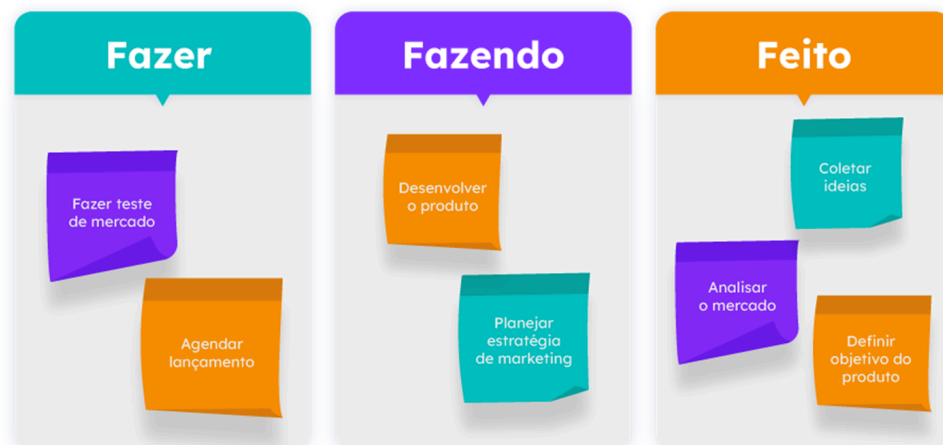 Fazer
Fazer teste
de mercado
Agendar
lançamento
Fazendo
Desenvolver
o produto
Planejar
estratégia
de marketing
Feito
Coletar
ideias
Analisar
o mercado
Definir
objetivo do
produto